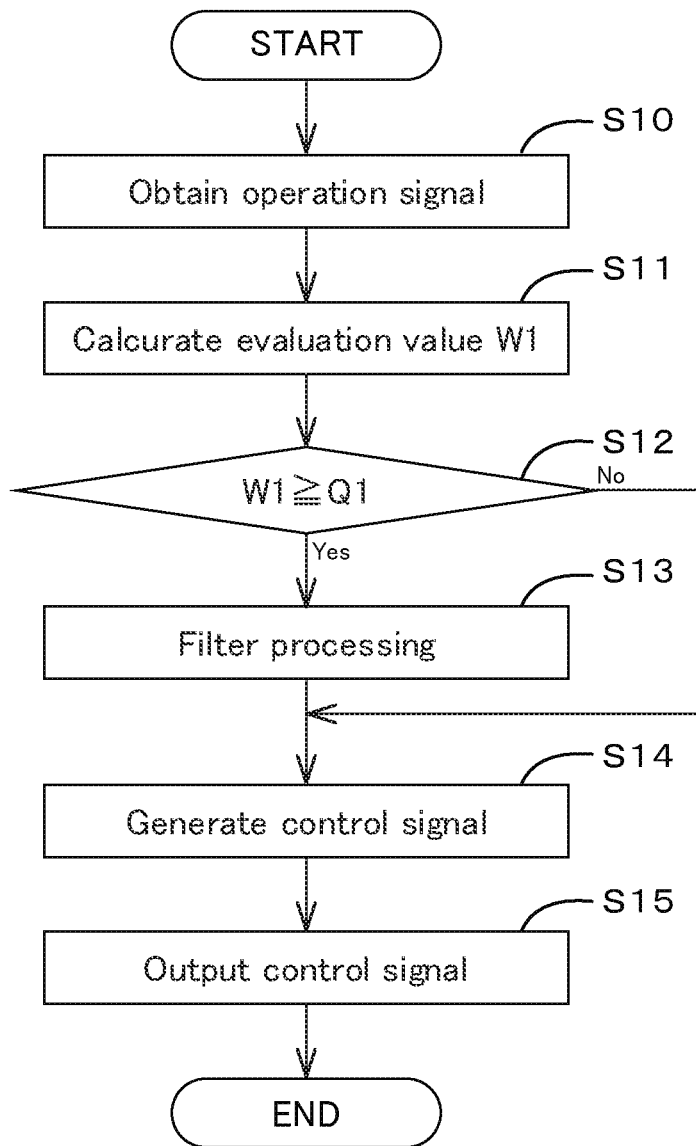 START
S10
Obtain operation signal
S11
Calcurate evaluation value W1
S12
W1≧Q1
No
Yes
S13
Filter processing
S14
Generate control signal
S15
Output control signal
END